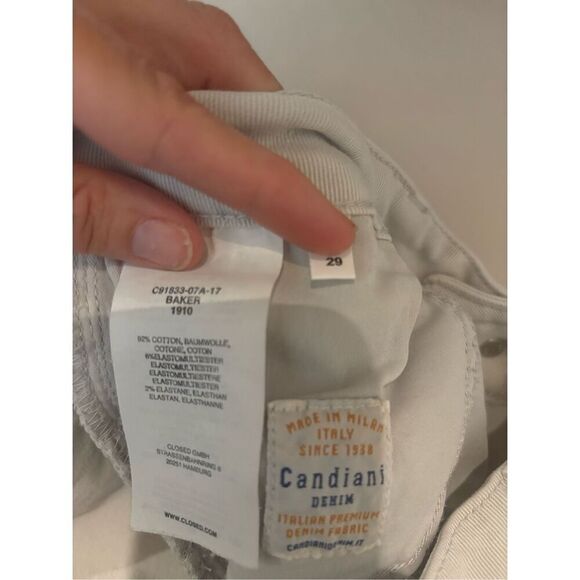 C91833-07A-17
BAKER
1910
92% COTTON, BAUMWOLLE,
COTONE, COTON
6%ELASTOMULTIESTER
ELASTOMULTIESTER
ELASTOMULTIESTERE
ELASTOMULTIESTER
2% ELASTANE, ELASTHAN
ELASTAN, ELASTHANNE
CLOSED GMBH
STRASSENBAHNRING 6
20251 HAMBURG
WWW.CLOSED.COM
29
MADE IN MILAN
ITALY
SINCE 1938
Candiani
DENIM
ITALIAN PREMIUM
DENIM FABRIC
CANDIANIDENIM.IT